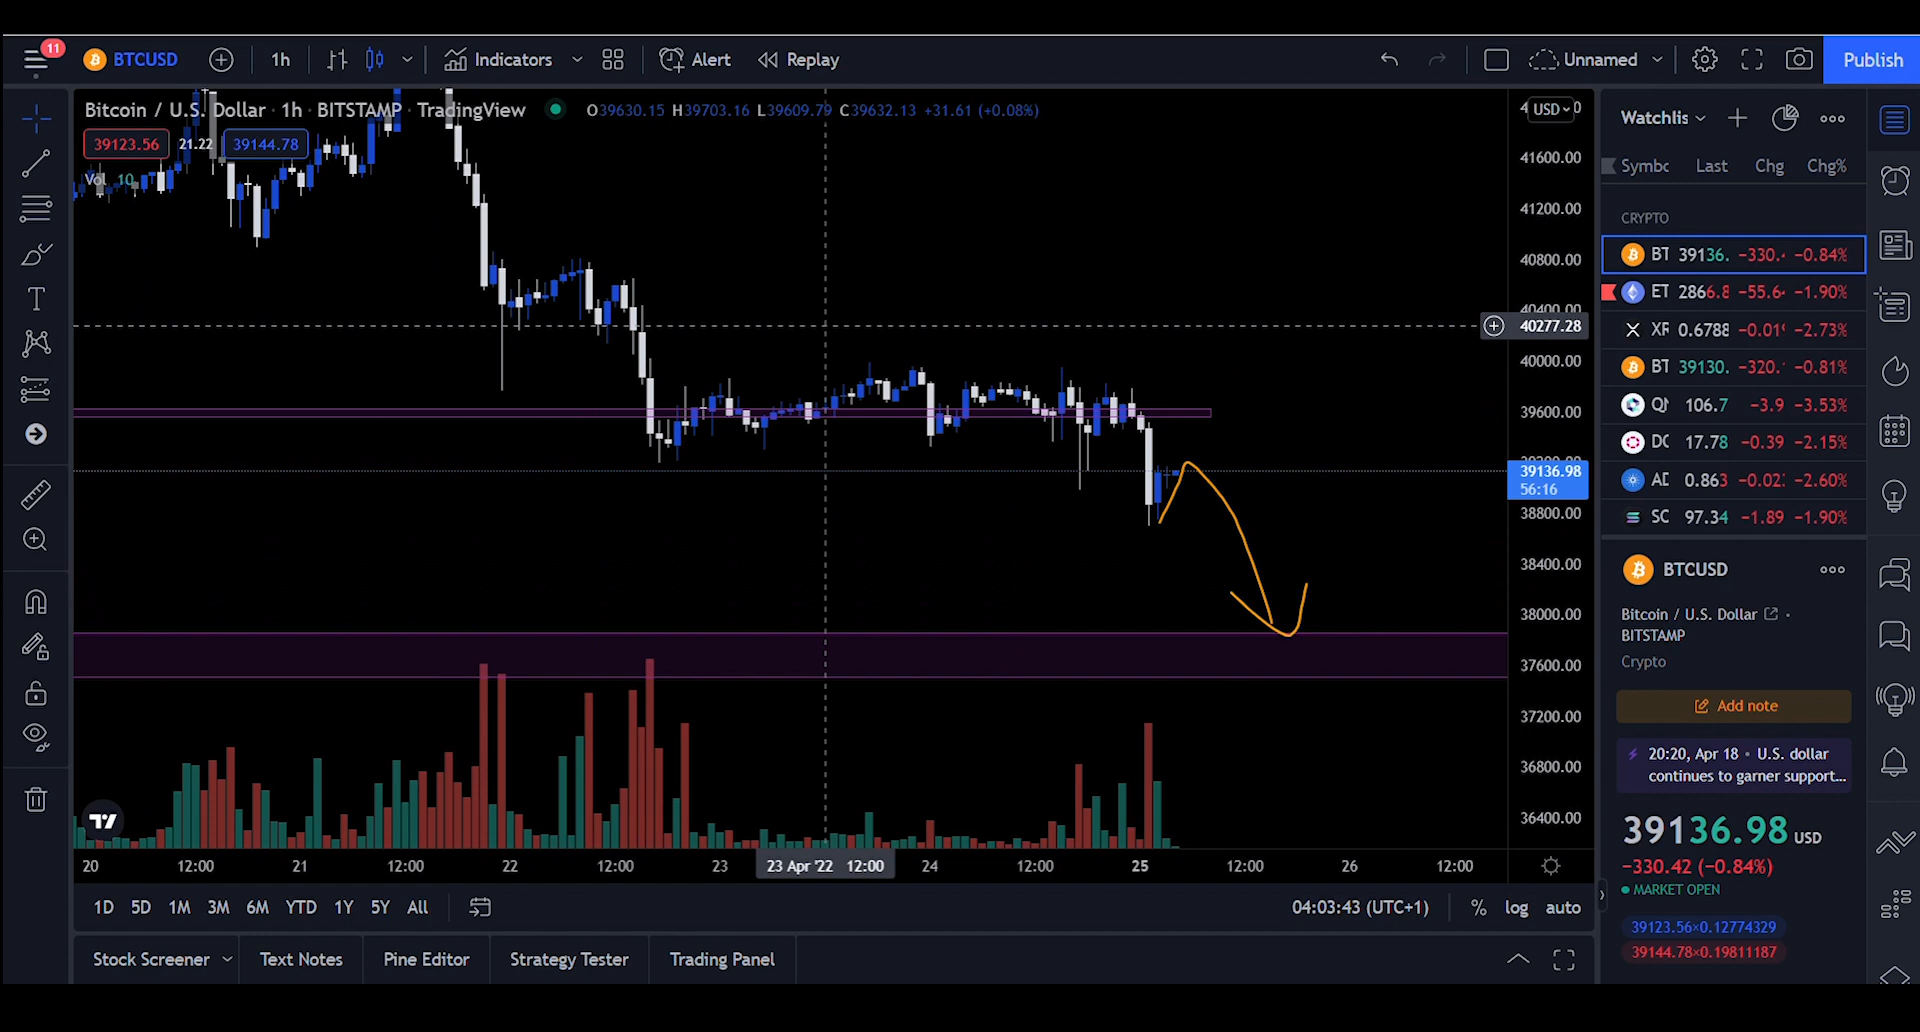 11
BTCUSD 1h Indicators Alert Replay Unnamed Publish
Bitcoin / U.S. Dollar · 1h · BITSTAMP · TradingView O39630.15 H39703.16 L39609.79 C39632.13 +31.61 (+0.08%)
39123.56 21.22 39144.78
Vol 10
USD
41600.00
41200.00
40800.00
40400.00
40277.28
40000.00
39600.00
39200.00
39136.98
56:16
38800.00
38400.00
38000.00
37600.00
37200.00
36800.00
36400.00
20 12:00 21 12:00 22 12:00 23 23 Apr '22 12:00 24 12:00 25 12:00 26 12:00
1D 5D 1M 3M 6M YTD 1Y 5Y All 04:03:43 (UTC+1) % log auto
Stock Screener Text Notes Pine Editor Strategy Tester Trading Panel
Watchlis
Symbc Last Chg Chg%
CRYPTO
BT 39136. −330. −0.84%
ET 2866.8 −55.6 −1.90%
XR 0.6788 −0.01 −2.73%
BT 39130. −320. −0.81%
QN 106.7 −3.9 −3.53%
DO 17.78 −0.39 −2.15%
AD 0.863 −0.02 −2.60%
SO 97.34 −1.89 −1.90%
BTCUSD
Bitcoin / U.S. Dollar ·
BITSTAMP
Crypto
Add note
20:20, Apr 18 · U.S. dollar
continues to garner support...
39136.98 USD
−330.42 (−0.84%)
MARKET OPEN
39123.56×0.12774329
39144.78×0.19811187